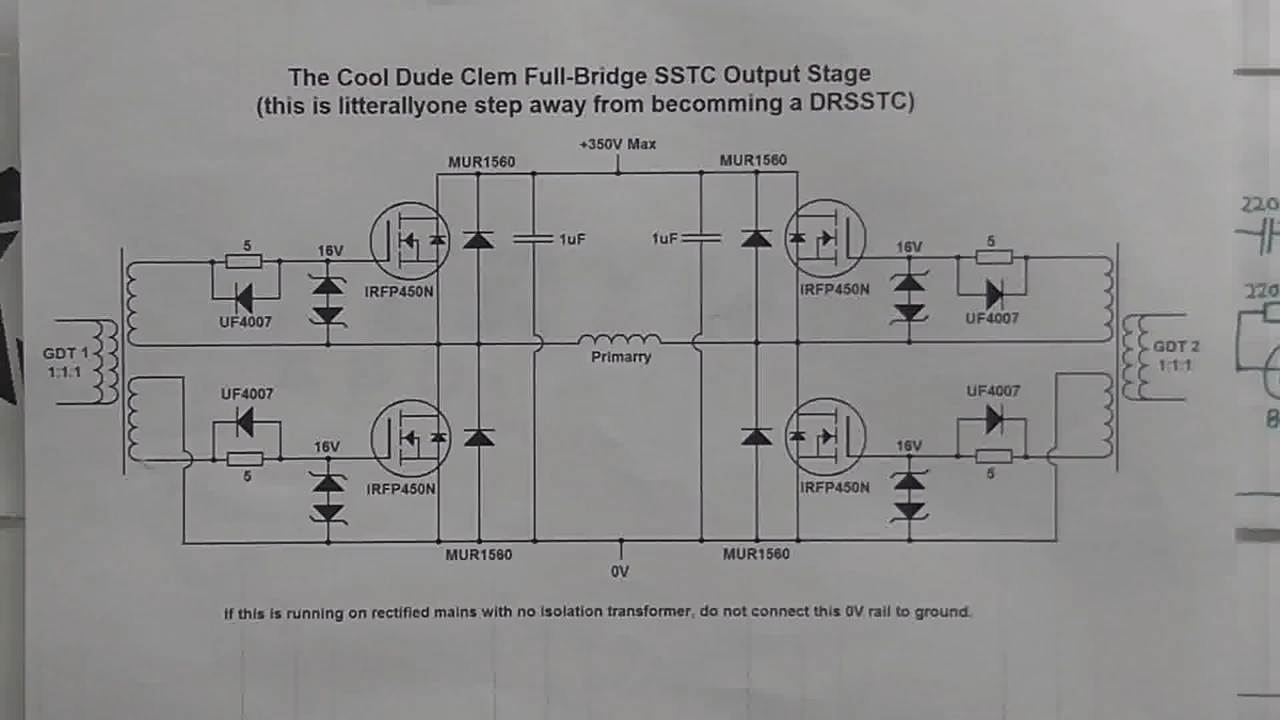 The Cool Dude Clem Full-Bridge SSTC Output Stage
(this is litterallyone step away from becomming a DRSSTC)
+350V Max
MUR1560
MUR1560
5
16V
1uF
1uF
16V
5
IRFP450N
IRFP450N
UF4007
UF4007
GDT 1
1:1.1
Primarry
GDT 2
1:1.1
UF4007
UF4007
16V
16V
5
IRFP450N
IRFP450N
5
MUR1560
MUR1560
0V
If this is running on rectified mains with no isolation transformer, do not connect this 0V rail to ground.
220
220